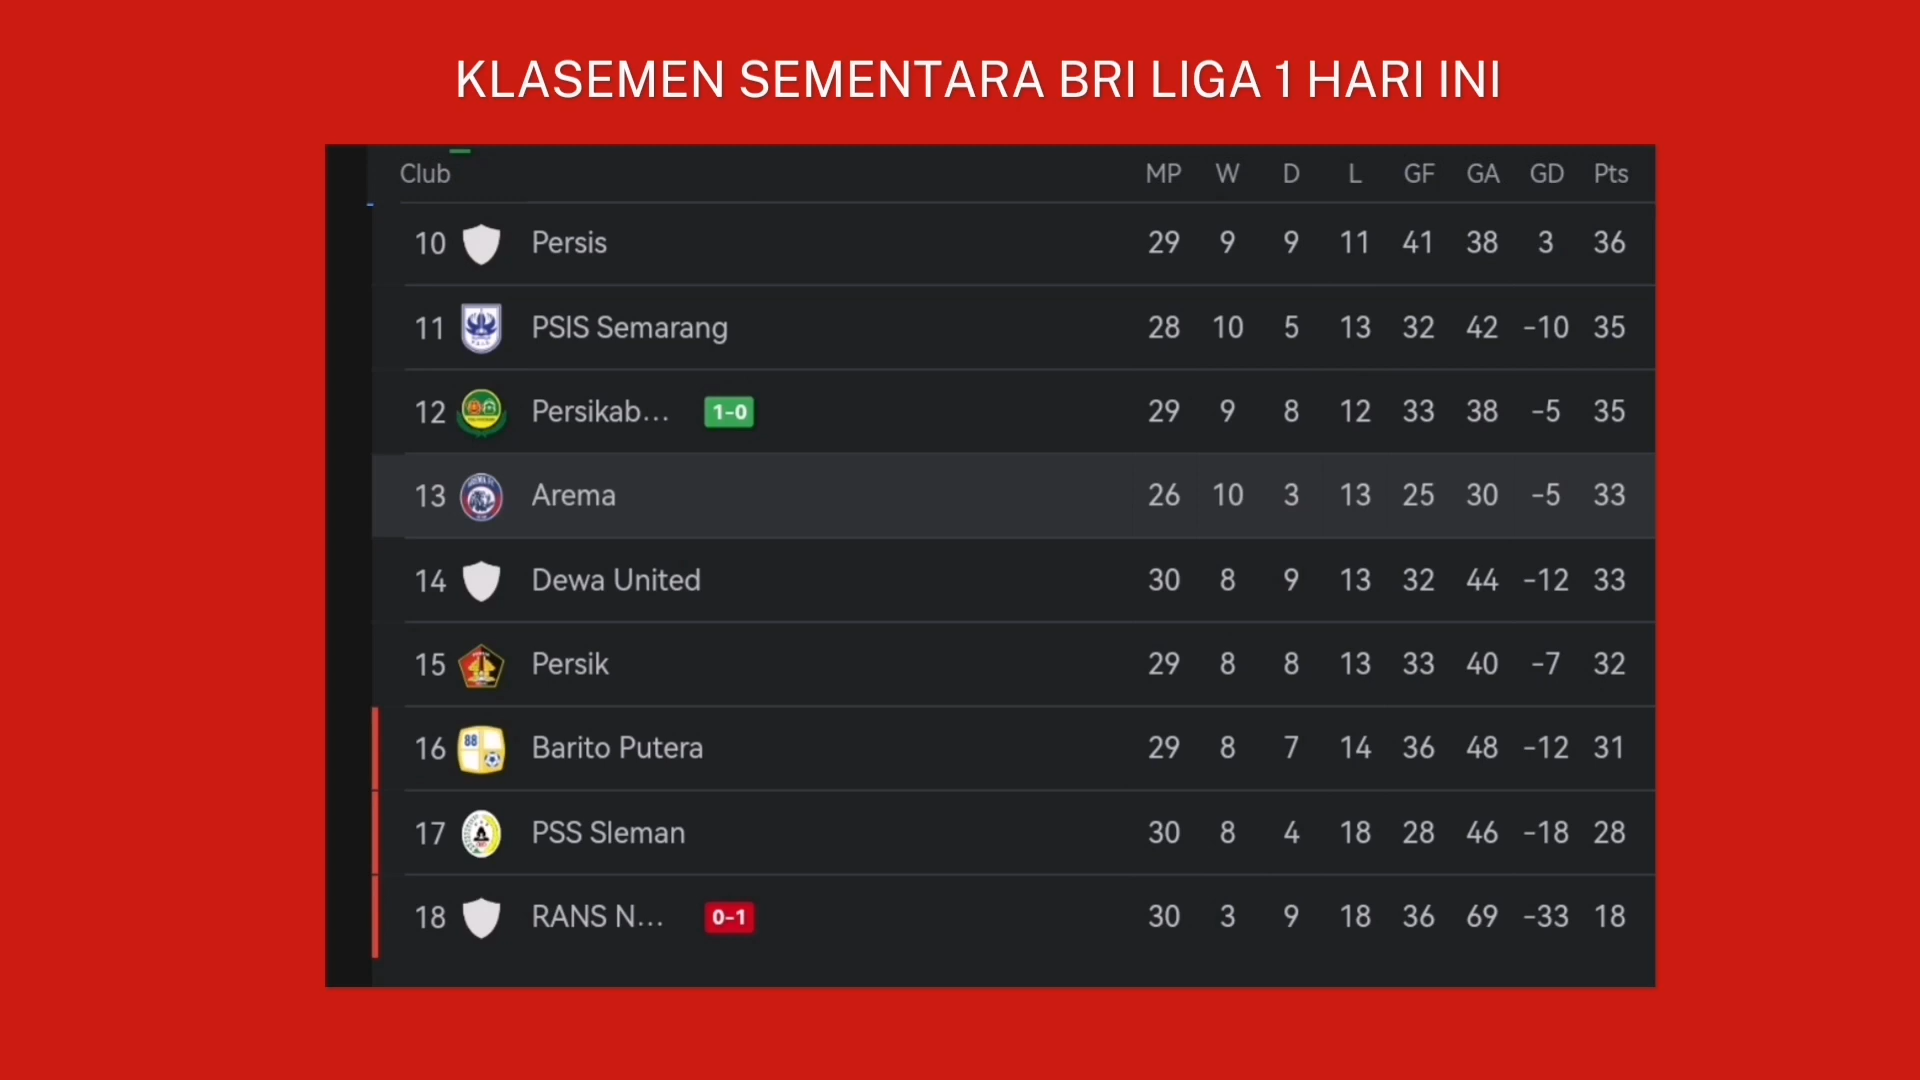 KLASEMEN SEMENTARA BRI LIGA 1 HARI INI
Club MP W D L GF GA GD Pts
10 Persis 29 9 9 11 41 38 3 36
11 PSIS Semarang 28 10 5 13 32 42 -10 35
12 Persikab... 1-0 29 9 8 12 33 38 -5 35
13 Arema 26 10 3 13 25 30 -5 33
14 Dewa United 30 8 9 13 32 44 -12 33
15 Persik 29 8 8 13 33 40 -7 32
16 88 Barito Putera 29 8 7 14 36 48 -12 31
17 PSS Sleman 30 8 4 18 28 46 -18 28
18 RANS N... 0-1 30 3 9 18 36 69 -33 18